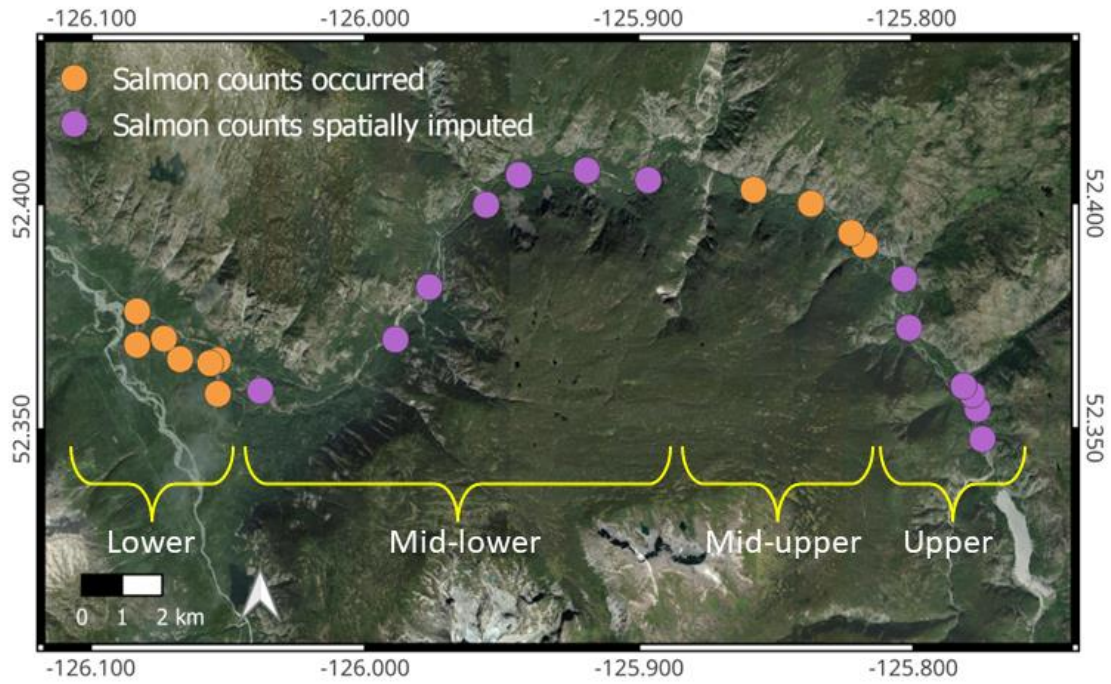 -126.100 -126.000 -125.900 -125.800
Salmon counts occurred
Salmon counts spatially imputed
52.400 52.400
52.350 52.350
Lower Mid-lower Mid-upper Upper
0 1 2 km
-126.100 -126.000 -125.900 -125.800